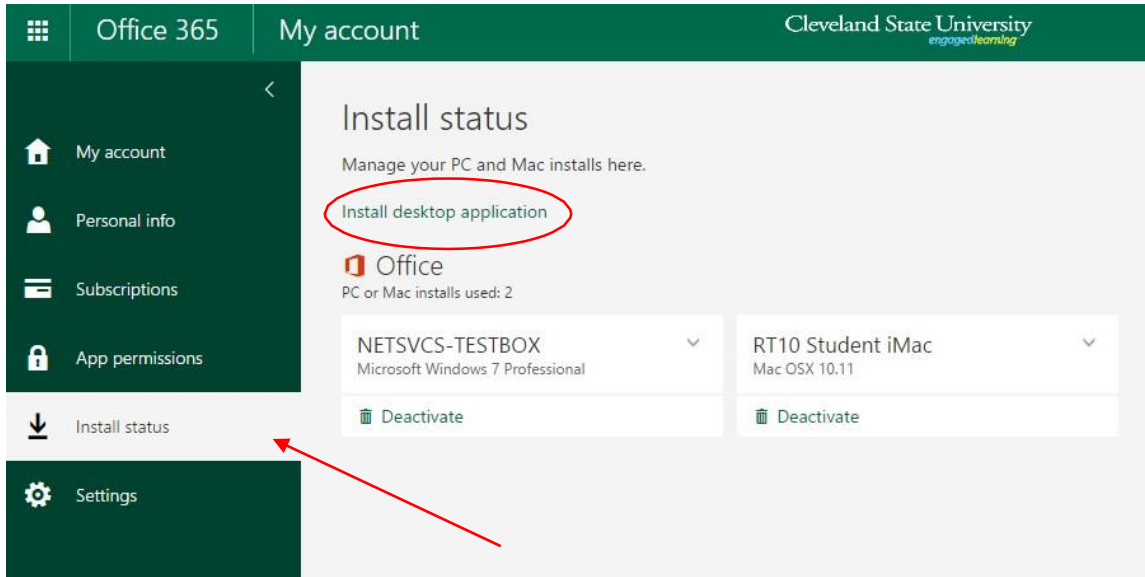 Office 365
My account
Cleveland State University
engagedlearning
My account
Personal info
Subscriptions
App permissions
Install status
Settings
Install status
Manage your PC and Mac installs here.
Install desktop application
Office
PC or Mac installs used: 2
NETSVCS-TESTBOX
Microsoft Windows 7 Professional
Deactivate
RT10 Student iMac
Mac OSX 10.11
Deactivate